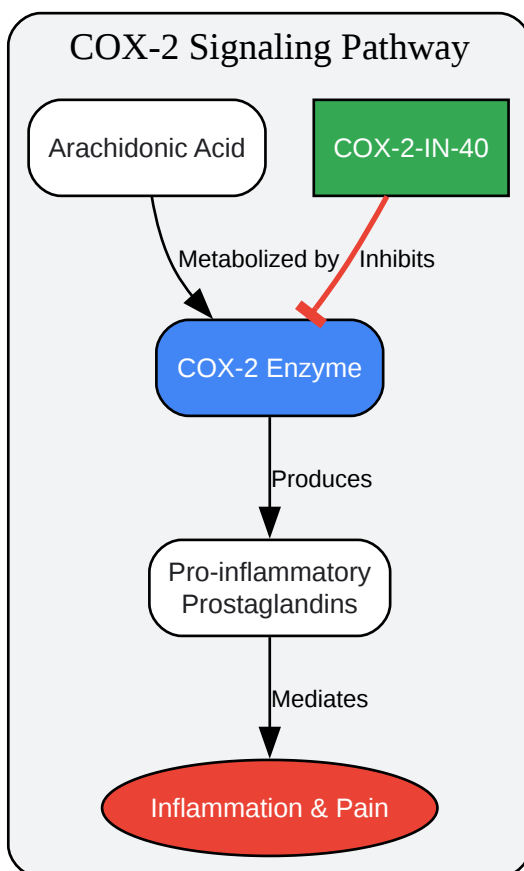 COX-2 Signaling Pathway
Arachidonic Acid
COX-2-IN-40
Metabolized by
Inhibits
COX-2 Enzyme
Produces
Pro-inflammatory
Prostaglandins
Mediates
Inflammation & Pain